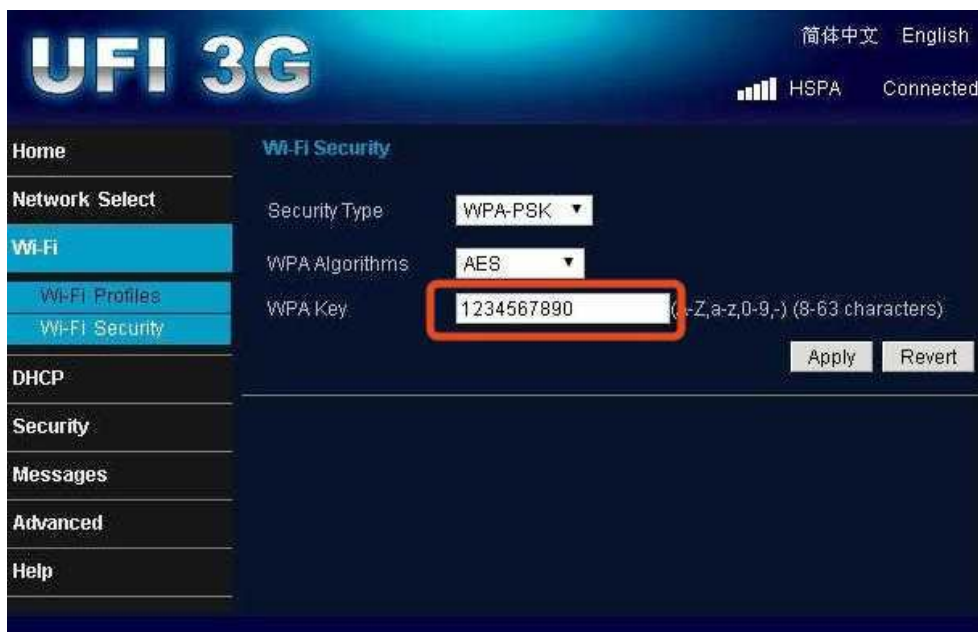 简体中文 English
UFI 3G
HSPA Connected
Home
Network Select
Wi-Fi
Wi-Fi Profiles
Wi-Fi Security
DHCP
Security
Messages
Advanced
Help
Wi-Fi Security
Security Type WPA-PSK
WPA Algorithms AES
WPA Key 1234567890 (A-Z,a-z,0-9,-) (8-63 characters)
Apply Revert